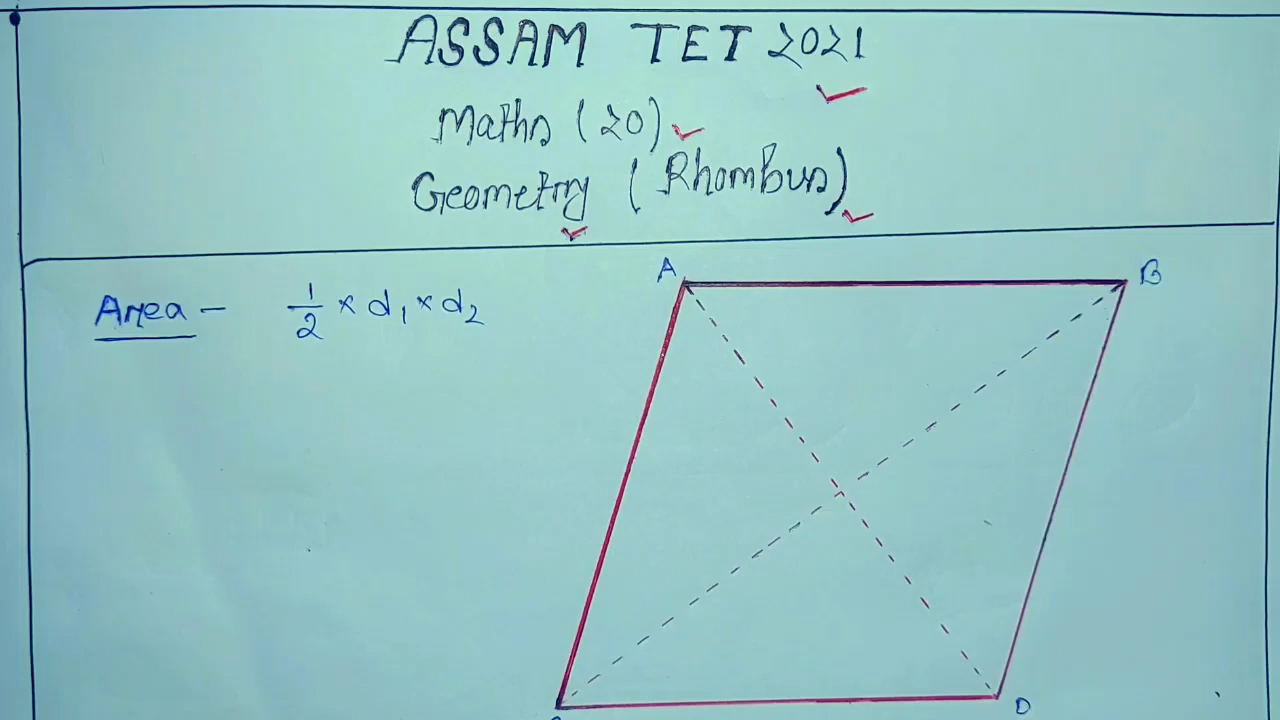 ASSAM TET 2021
Maths (20)
Geometry (Rhombus)
Area - 1/2 × d1 × d2
A
B
D